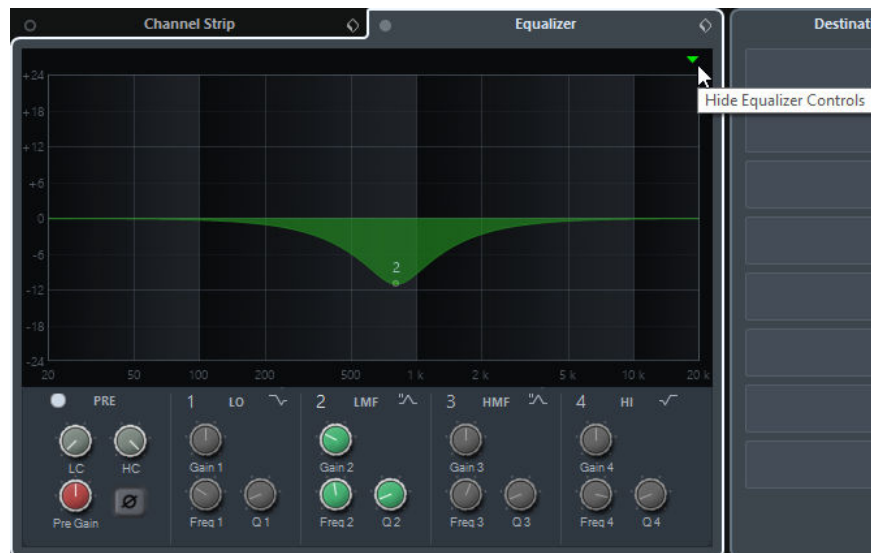 Channel Strip
Equalizer
Destinat
Hide Equalizer Controls
+24
+18
+12
+6
0
-6
2
-12
-18
-24
20 50 100 200 500 1 k 2 k 5 k 10 k 20 k
PRE 1 LO 2 LMF 3 HMF 4 HI
LC HC Gain 1 Gain 2 Gain 3 Gain 4
Pre Gain Ø Freq 1 Q 1 Freq 2 Q 2 Freq 3 Q 3 Freq 4 Q 4